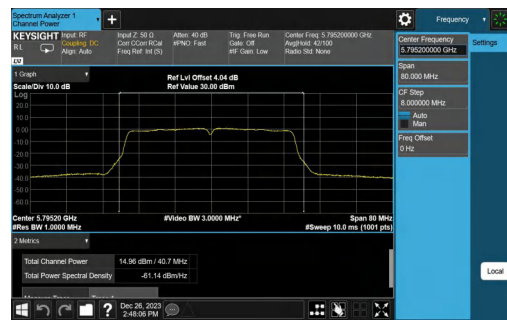 Spectrum Analyzer 1
Channel Power
Frequency
KEYSIGHT Input: RF
RL
Coupling: DC
Align: Auto
Input Z: 50 Ω
Corr CCorr RCal
Freq Ref: Int (S)
Atten: 40 dB
#PNO: Fast
Trig: Free Run
Gate: Off
#IF Gain: Low
Center Freq: 5.795200000 GHz
Avg|Hold: 42/100
Radio Std: None
LXI
1 Graph
Scale/Div 10.0 dB
Ref Lvl Offset 4.04 dB
Ref Value 30.00 dBm
Log
20.0
10.0
0.00
-10.0
-20.0
-30.0
-40.0
-50.0
-60.0
Center 5.79520 GHz
#Res BW 1.0000 MHz
#Video BW 3.0000 MHz*
Span 80 MHz
#Sweep 10.0 ms (1001 pts)
2 Metrics
Total Channel Power 14.96 dBm / 40.7 MHz
Total Power Spectral Density -61.14 dBm/Hz
Dec 26, 2023
2:48:06 PM
Center Frequency
5.795200000 GHz
Span
80.000 MHz
CF Step
8.000000 MHz
Auto
Man
Freq Offset
0 Hz
Settings
Local